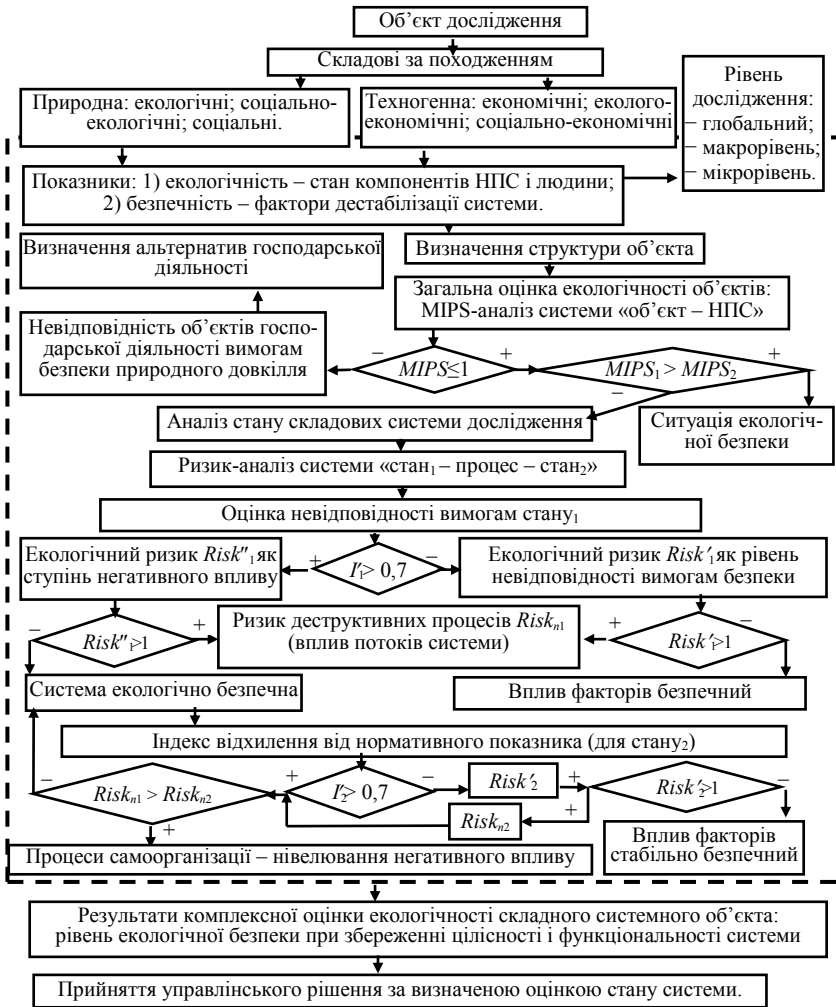 Об’єкт дослідження
Складові за походженням
Природна: екологічні; соціально-
екологічні; соціальні.
Техногенна: економічні; еколого-
економічні; соціально-економічні
Рівень
дослідження:
– глобальний;
– макрорівень;
– мікрорівень.
Показники: 1) екологічність – стан компонентів НПС і людини;
2) безпечність – фактори дестабілізації системи.
Визначення альтернатив господарської
діяльності
Визначення структури об’єкта
Загальна оцінка екологічності об’єктів:
MIPS-аналіз системи «об’єкт – НПС»
Невідповідність об’єктів госпо-
дарської діяльності вимогам
безпеки природного довкілля
–
MIPS≤1
+
MIPS₁ > MIPS₂
+
–
Ситуація екологіч-
ної безпеки
Аналіз стану складових системи дослідження
Ризик-аналіз системи «стан₁ – процес – стан₂»
Оцінка невідповідності вимогам стану₁
Екологічний ризик Risk″₁ як
ступінь негативного впливу
+
I′₁> 0,7
–
Екологічний ризик Risk′₁ як рівень
невідповідності вимогам безпеки
–
Risk″₁>1
+
Ризик деструктивних процесів Riskₙ₁
(вплив потоків системи)
+
Risk′₁>1
–
Система екологічно безпечна
Вплив факторів безпечний
Індекс відхилення від нормативного показника (для стану₂)
–
Riskₙ₁ > Riskₙ₂
+
+
I′₂> 0,7
–
Risk′₂
+
Risk′₂>1
–
Riskₙ₂
+
Процеси самоорганізації – нівелювання негативного впливу
Вплив факторів
стабільно безпечний
Результати комплексної оцінки екологічності складного системного об’єкта:
рівень екологічної безпеки при збереженні цілісності і функціональності системи
Прийняття управлінського рішення за визначеною оцінкою стану системи.